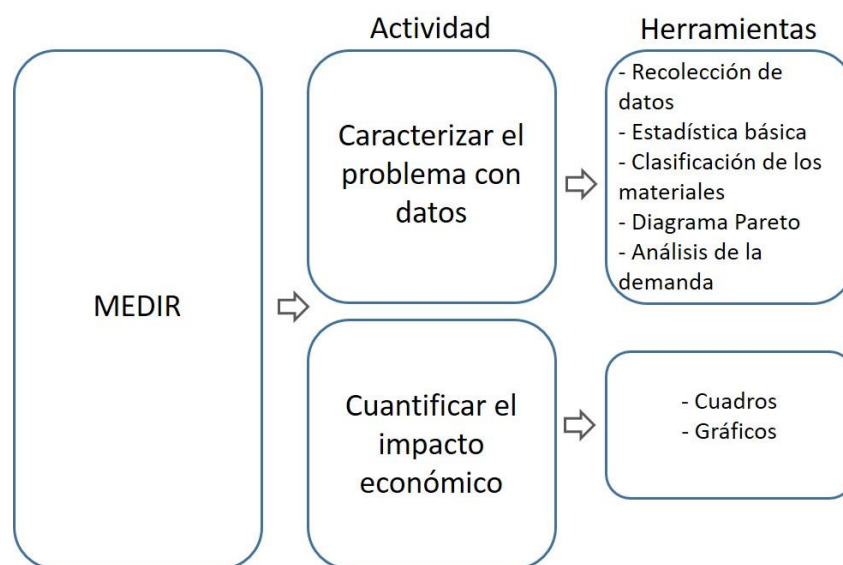 Actividad
Herramientas
MEDIR
Caracterizar el
problema con
datos
- Recolección de
datos
- Estadística básica
- Clasificación de los
materiales
- Diagrama Pareto
- Análisis de la
demanda
Cuantificar el
impacto
económico
- Cuadros
- Gráficos